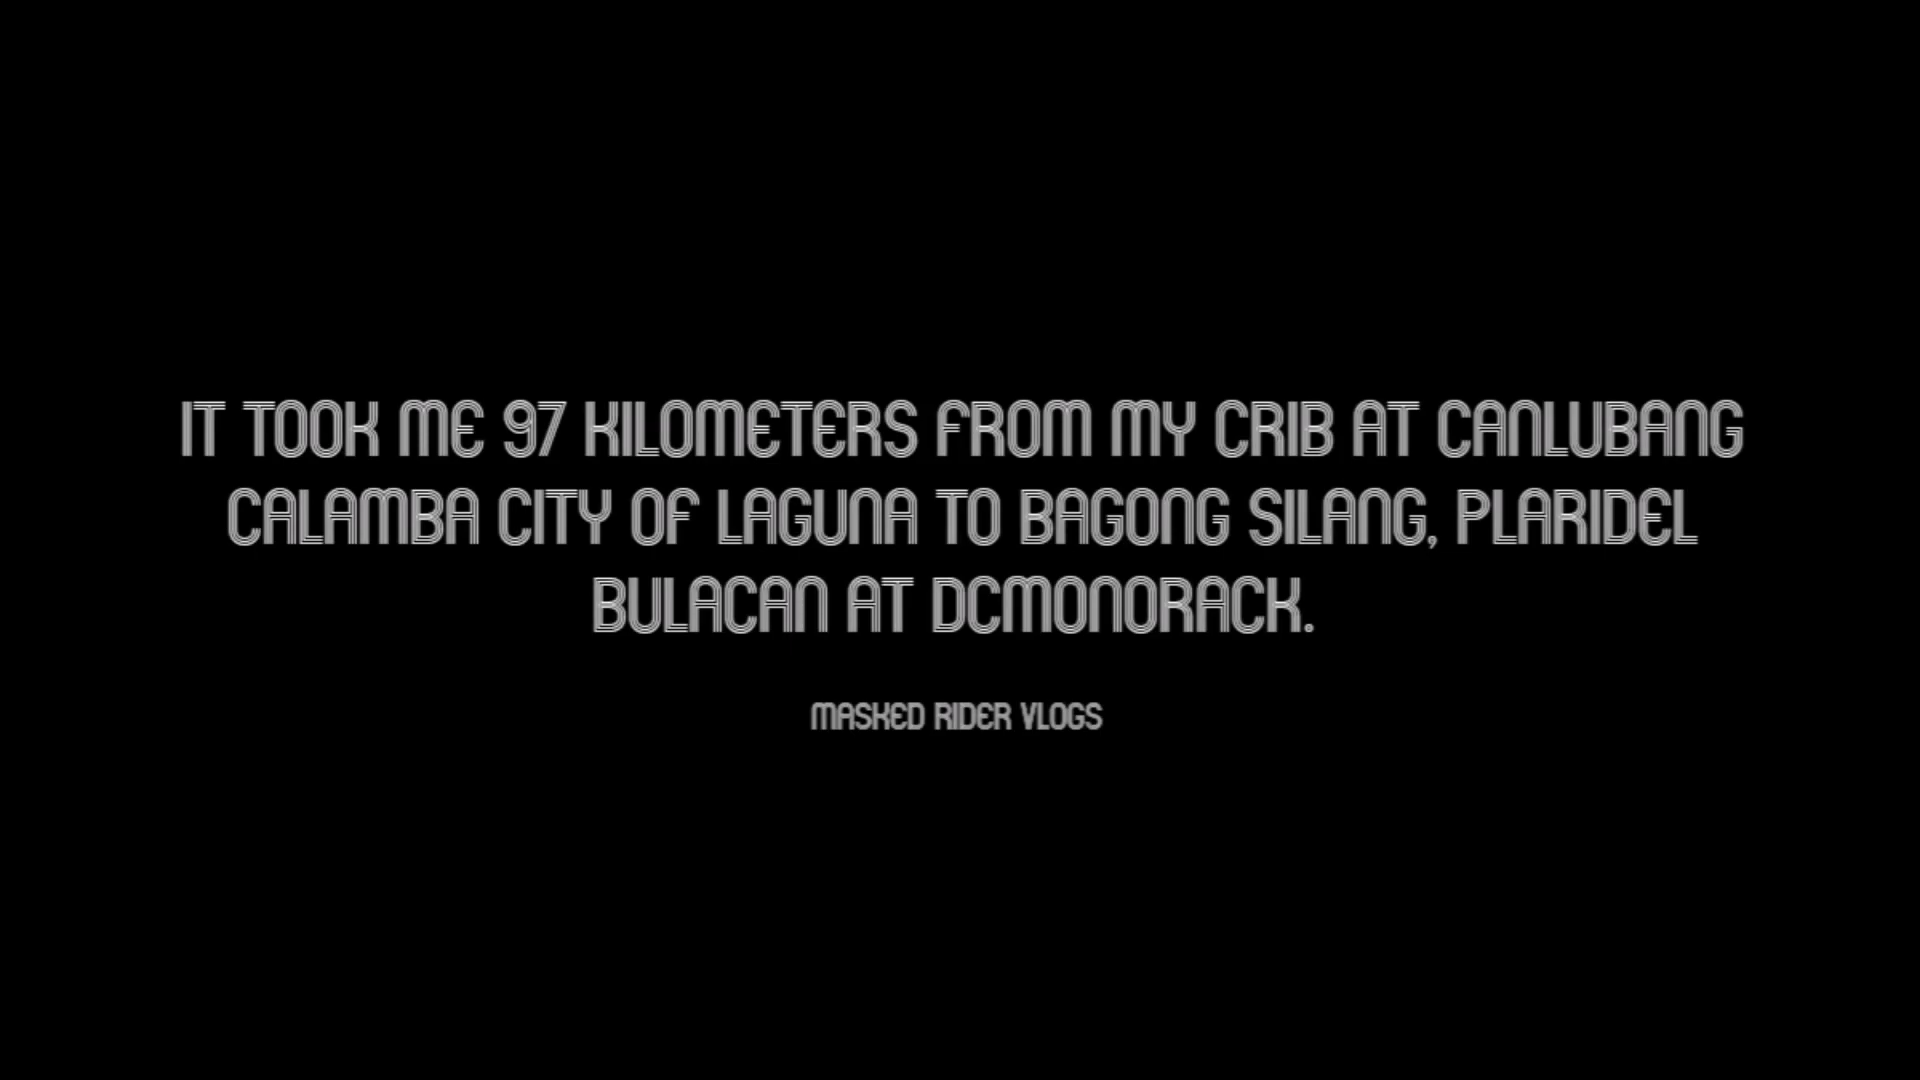 IT TOOK ME 97 KILOMETERS FROM MY CRIB AT CANLUBANG
CALAMBA CITY OF LAGUNA TO BAGONG SILANG, PLARIDEL
BULACAN AT DCMONORACK.
MASKED RIDER VLOGS